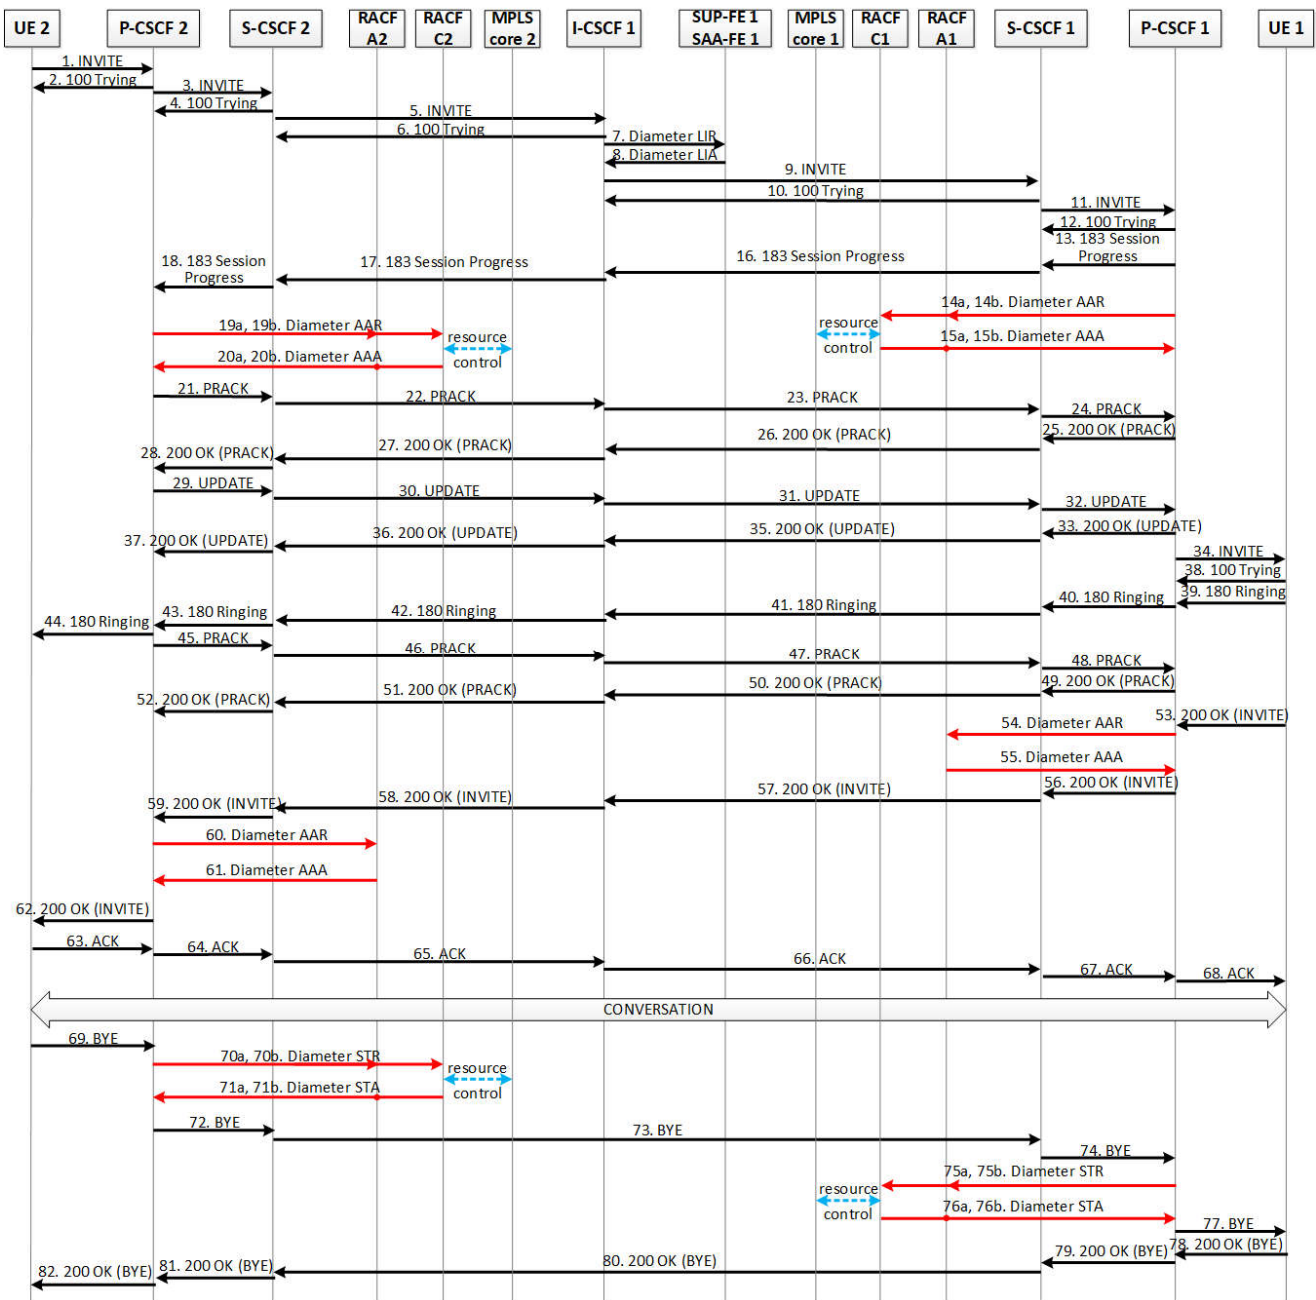 UE 2
P-CSCF 2
S-CSCF 2
RACF
A2
RACF
C2
MPLS
core 2
I-CSCF 1
SUP-FE 1
SAA-FE 1
MPLS
core 1
RACF
C1
RACF
A1
S-CSCF 1
P-CSCF 1
UE 1
1. INVITE
2. 100 Trying
3. INVITE
4. 100 Trying
5. INVITE
6. 100 Trying
7. Diameter LIR
8. Diameter LIA
9. INVITE
10. 100 Trying
11. INVITE
12. 100 Trying
13. 183 Session
Progress
16. 183 Session Progress
17. 183 Session Progress
18. 183 Session
Progress
14a, 14b. Diameter AAR
19a, 19b. Diameter AAR
resource
control
resource
control
15a, 15b. Diameter AAA
20a, 20b. Diameter AAA
21. PRACK
22. PRACK
23. PRACK
24. PRACK
25. 200 OK (PRACK)
26. 200 OK (PRACK)
27. 200 OK (PRACK)
28. 200 OK (PRACK)
29. UPDATE
30. UPDATE
31. UPDATE
32. UPDATE
33. 200 OK (UPDATE)
35. 200 OK (UPDATE)
36. 200 OK (UPDATE)
37. 200 OK (UPDATE)
34. INVITE
38. 100 Trying
39. 180 Ringing
40. 180 Ringing
41. 180 Ringing
42. 180 Ringing
43. 180 Ringing
44. 180 Ringing
45. PRACK
46. PRACK
47. PRACK
48. PRACK
49. 200 OK (PRACK)
50. 200 OK (PRACK)
51. 200 OK (PRACK)
52. 200 OK (PRACK)
53. 200 OK (INVITE)
54. Diameter AAR
55. Diameter AAA
56. 200 OK (INVITE)
57. 200 OK (INVITE)
58. 200 OK (INVITE)
59. 200 OK (INVITE)
60. Diameter AAR
61. Diameter AAA
62. 200 OK (INVITE)
63. ACK
64. ACK
65. ACK
66. ACK
67. ACK
68. ACK
CONVERSATION
69. BYE
70a, 70b. Diameter STR
resource
control
71a, 71b. Diameter STA
72. BYE
73. BYE
74. BYE
75a, 75b. Diameter STR
resource
control
76a, 76b. Diameter STA
77. BYE
78. 200 OK (BYE)
79. 200 OK (BYE)
80. 200 OK (BYE)
81. 200 OK (BYE)
82. 200 OK (BYE)